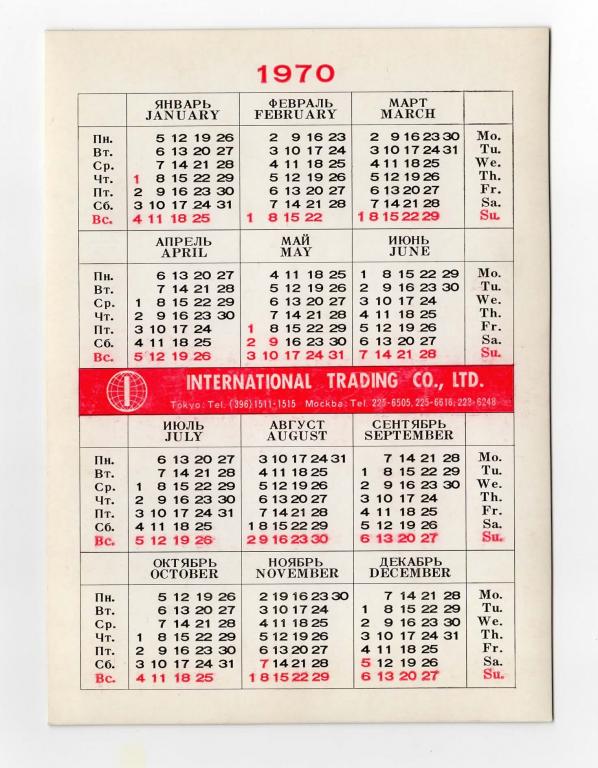 1970
ЯНВАРЬ ФЕВРАЛЬ МАРТ
JANUARY FEBRUARY MARCH
Пн. 5 12 19 26 2 9 16 23 2 9 16 23 30 Mo.
Вт. 6 13 20 27 3 10 17 24 3 10 17 24 31 Tu.
Ср. 7 14 21 28 4 11 18 25 4 11 18 25 We.
Чт. 1 8 15 22 29 5 12 19 26 5 12 19 26 Th.
Пт. 2 9 16 23 30 6 13 20 27 6 13 20 27 Fr.
Сб. 3 10 17 24 31 7 14 21 28 7 14 21 28 Sa.
Вс. 4 11 18 25 1 8 15 22 1 8 15 22 29 Su.
АПРЕЛЬ МАЙ ИЮНЬ
APRIL MAY JUNE
Пн. 6 13 20 27 4 11 18 25 1 8 15 22 29 Mo.
Вт. 7 14 21 28 5 12 19 26 2 9 16 23 30 Tu.
Ср. 1 8 15 22 29 6 13 20 27 3 10 17 24 We.
Чт. 2 9 16 23 30 7 14 21 28 4 11 18 25 Th.
Пт. 3 10 17 24 1 8 15 22 29 5 12 19 26 Fr.
Сб. 4 11 18 25 2 9 16 23 30 6 13 20 27 Sa.
Вс. 5 12 19 26 3 10 17 24 31 7 14 21 28 Su.
INTERNATIONAL TRADING CO., LTD.
Tokyo: Tel. (396) 1511-1515 Mockba: Tel. 225-6505, 225-6616, 223-6248
ИЮЛЬ АВГУСТ СЕНТЯБРЬ
JULY AUGUST SEPTEMBER
Пн. 6 13 20 27 3 10 17 24 31 7 14 21 28 Mo.
Вт. 7 14 21 28 4 11 18 25 1 8 15 22 29 Tu.
Ср. 1 8 15 22 29 5 12 19 26 2 9 16 23 30 We.
Чт. 2 9 16 23 30 6 13 20 27 3 10 17 24 Th.
Пт. 3 10 17 24 31 7 14 21 28 4 11 18 25 Fr.
Сб. 4 11 18 25 1 8 15 22 29 5 12 19 26 Sa.
Вс. 5 12 19 26 2 9 16 23 30 6 13 20 27 Su.
ОКТЯБРЬ НОЯБРЬ ДЕКАБРЬ
OCTOBER NOVEMBER DECEMBER
Пн. 5 12 19 26 2 19 16 23 30 7 14 21 28 Mo.
Вт. 6 13 20 27 3 10 17 24 1 8 15 22 29 Tu.
Ср. 7 14 21 28 4 11 18 25 2 9 16 23 30 We.
Чт. 1 8 15 22 29 5 12 19 26 3 10 17 24 31 Th.
Пт. 2 9 16 23 30 6 13 20 27 4 11 18 25 Fr.
Сб. 3 10 17 24 31 7 14 21 28 5 12 19 26 Sa.
Вс. 4 11 18 25 1 8 15 22 29 6 13 20 27 Su.